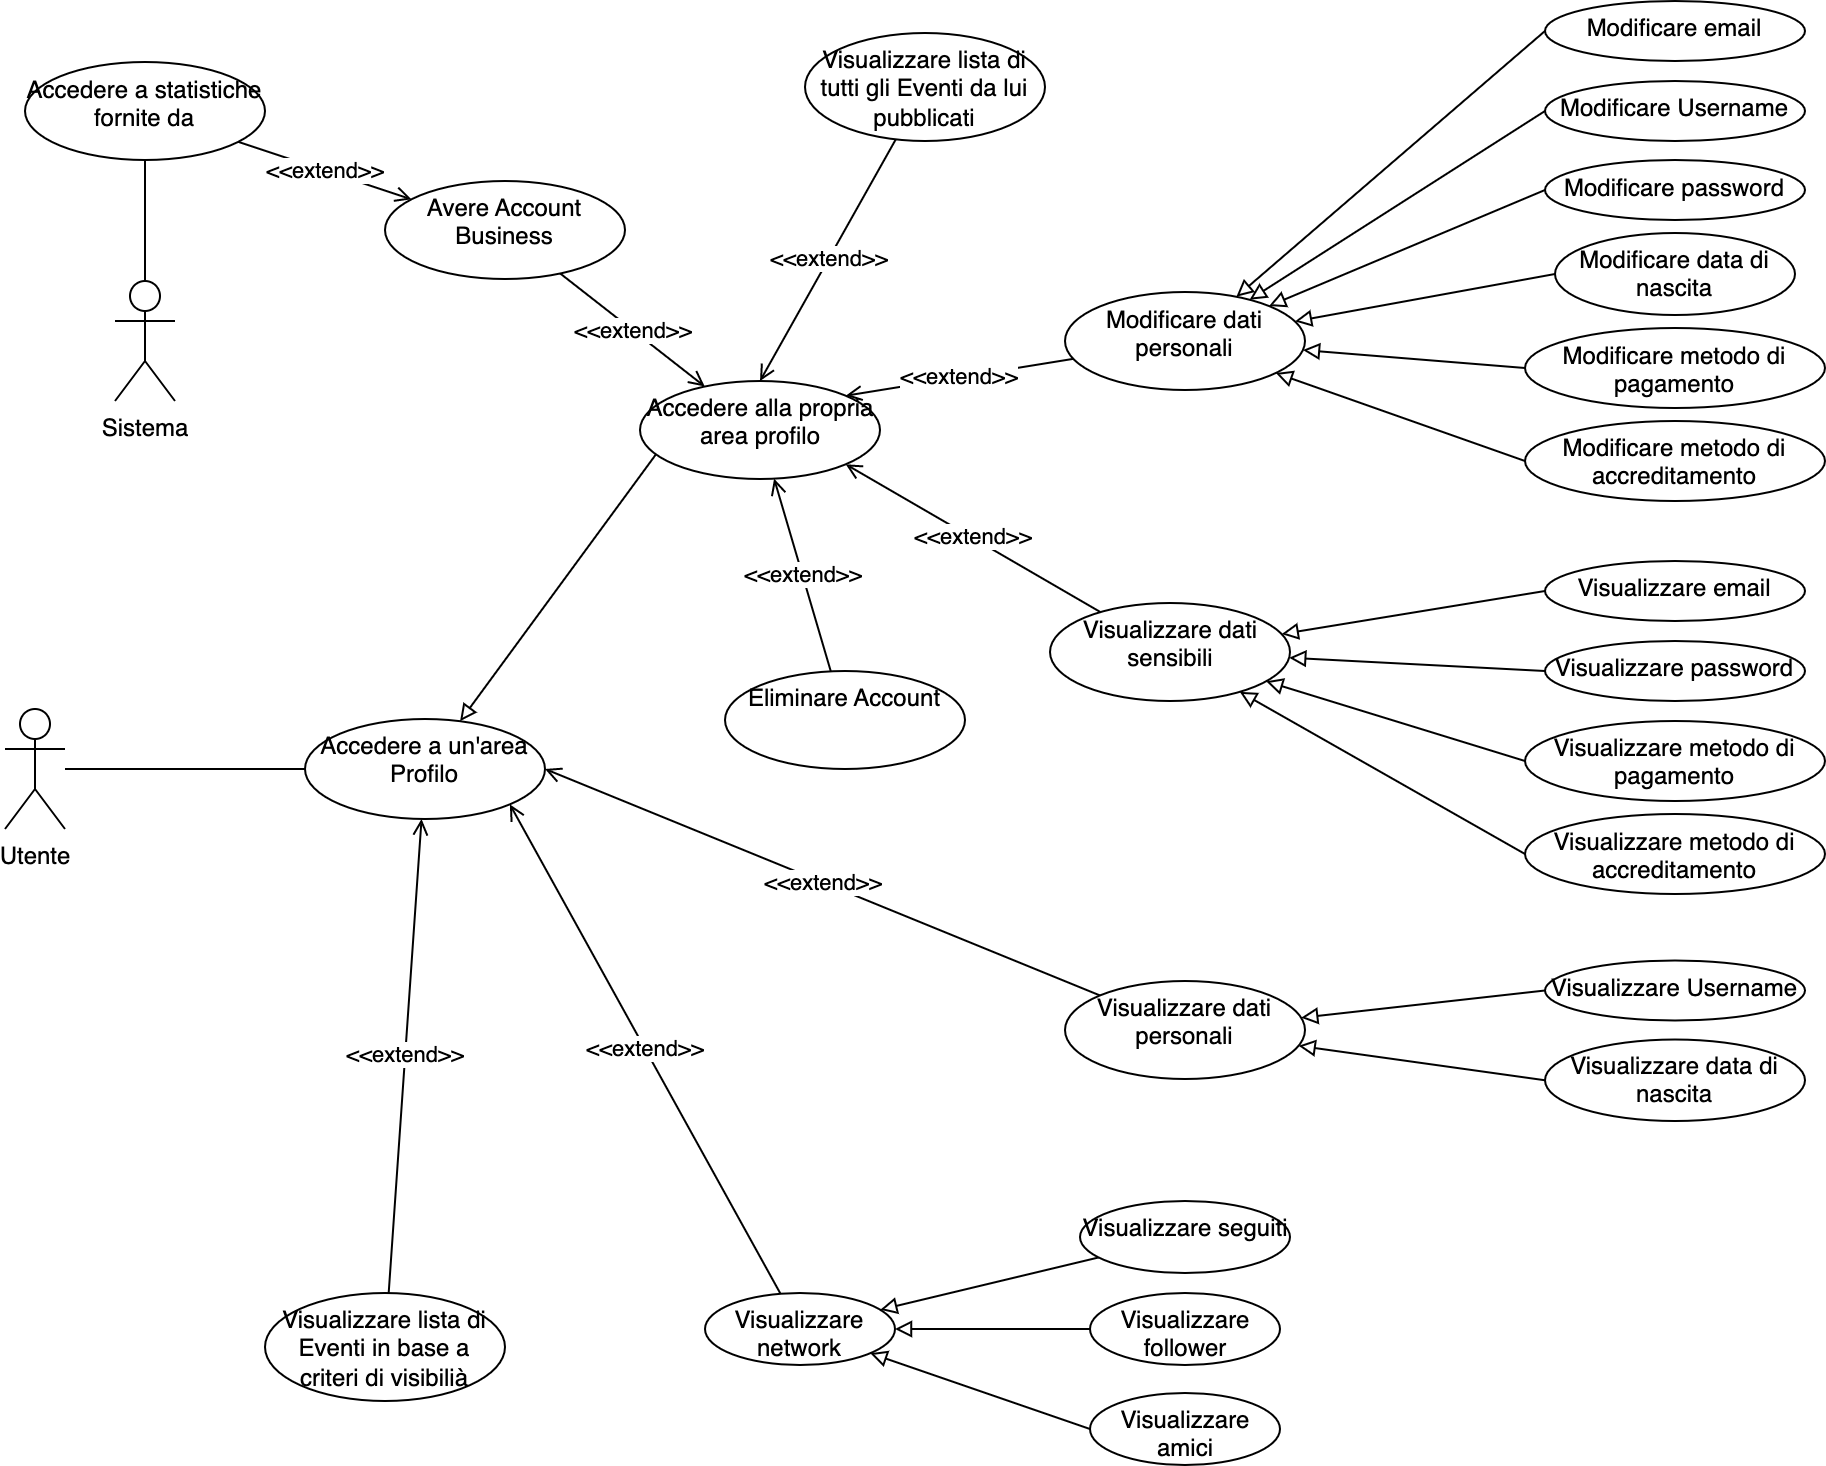 Modificare email
Visualizzare lista di
tutti gli Eventi da lui
pubblicati
Accedere a statistiche
fornite da
Modificare Username
<<extend>>
Modificare password
Avere Account
Business
<<extend>>
Modificare data di
nascita
<<extend>>
Modificare dati
personali
Modificare metodo di
pagamento
<<extend>>
Sistema
Accedere alla propria
area profilo
Modificare metodo di
accreditamento
<<extend>>
<<extend>>
Visualizzare email
Visualizzare dati
sensibili
Visualizzare password
Eliminare Account
Accedere a un'area
Profilo
Visualizzare metodo di
pagamento
Utente
Visualizzare metodo di
accreditamento
<<extend>>
Visualizzare Username
Visualizzare dati
personali
<<extend>>
<<extend>>
Visualizzare data di
nascita
Visualizzare seguiti
Visualizzare lista di
Eventi in base a
criteri di visibilià
Visualizzare
network
Visualizzare
follower
Visualizzare
amici